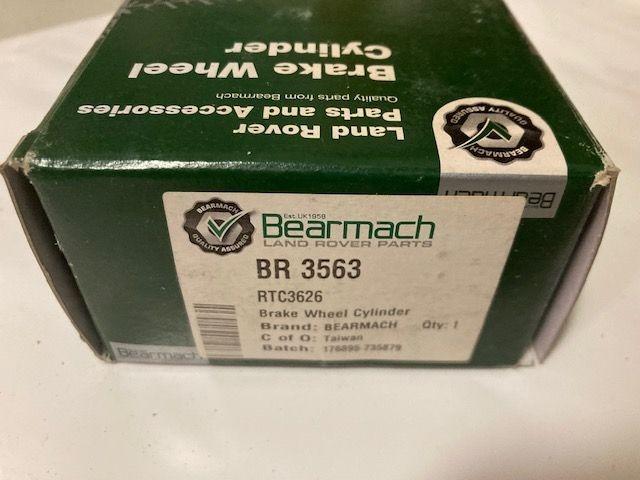 Brake Wheel
Cylinder
Quality parts from Bearmach
Land Rover
Parts and Accessories
BEARMACH
QUALITY ASSURED
Bearmach
BEARMACH
QUALITY ASSURED
Est.UK1958
Bearmach
LAND ROVER PARTS
BR 3563
RTC3626
Brake Wheel Cylinder
Brand: BEARMACH Qty: 1
C of O: Taiwan
Batch: 176895-735879
Bearmach